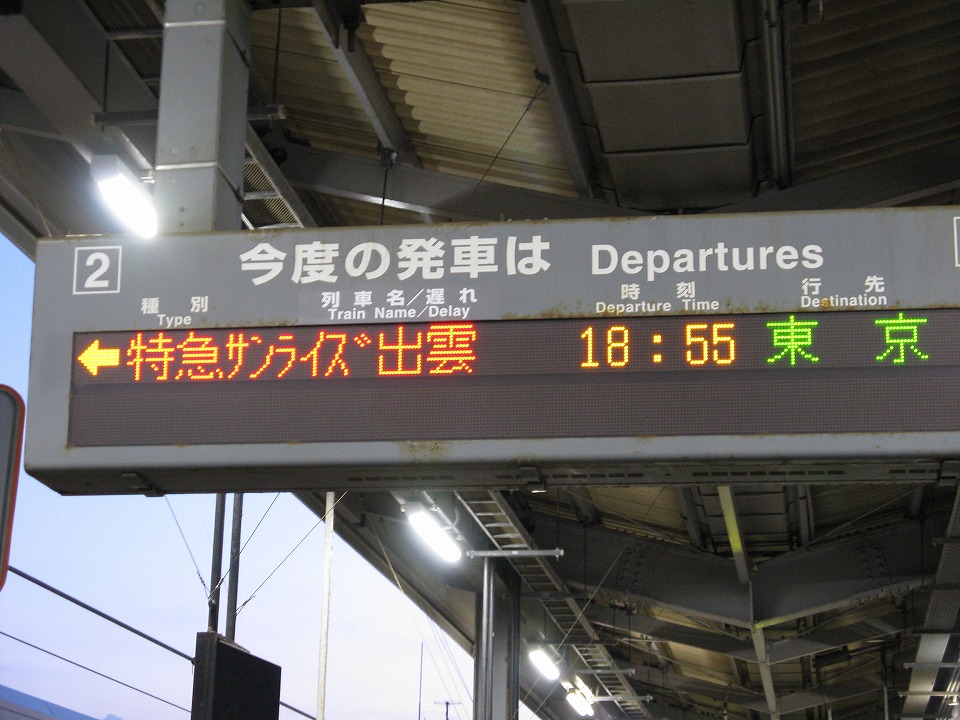 2 今度の発車は Departures
種別 列車名/遅れ 時刻 行先
Type Train Name/Delay Departure Time Destination
←特急サンライズ出雲 18:55 東京